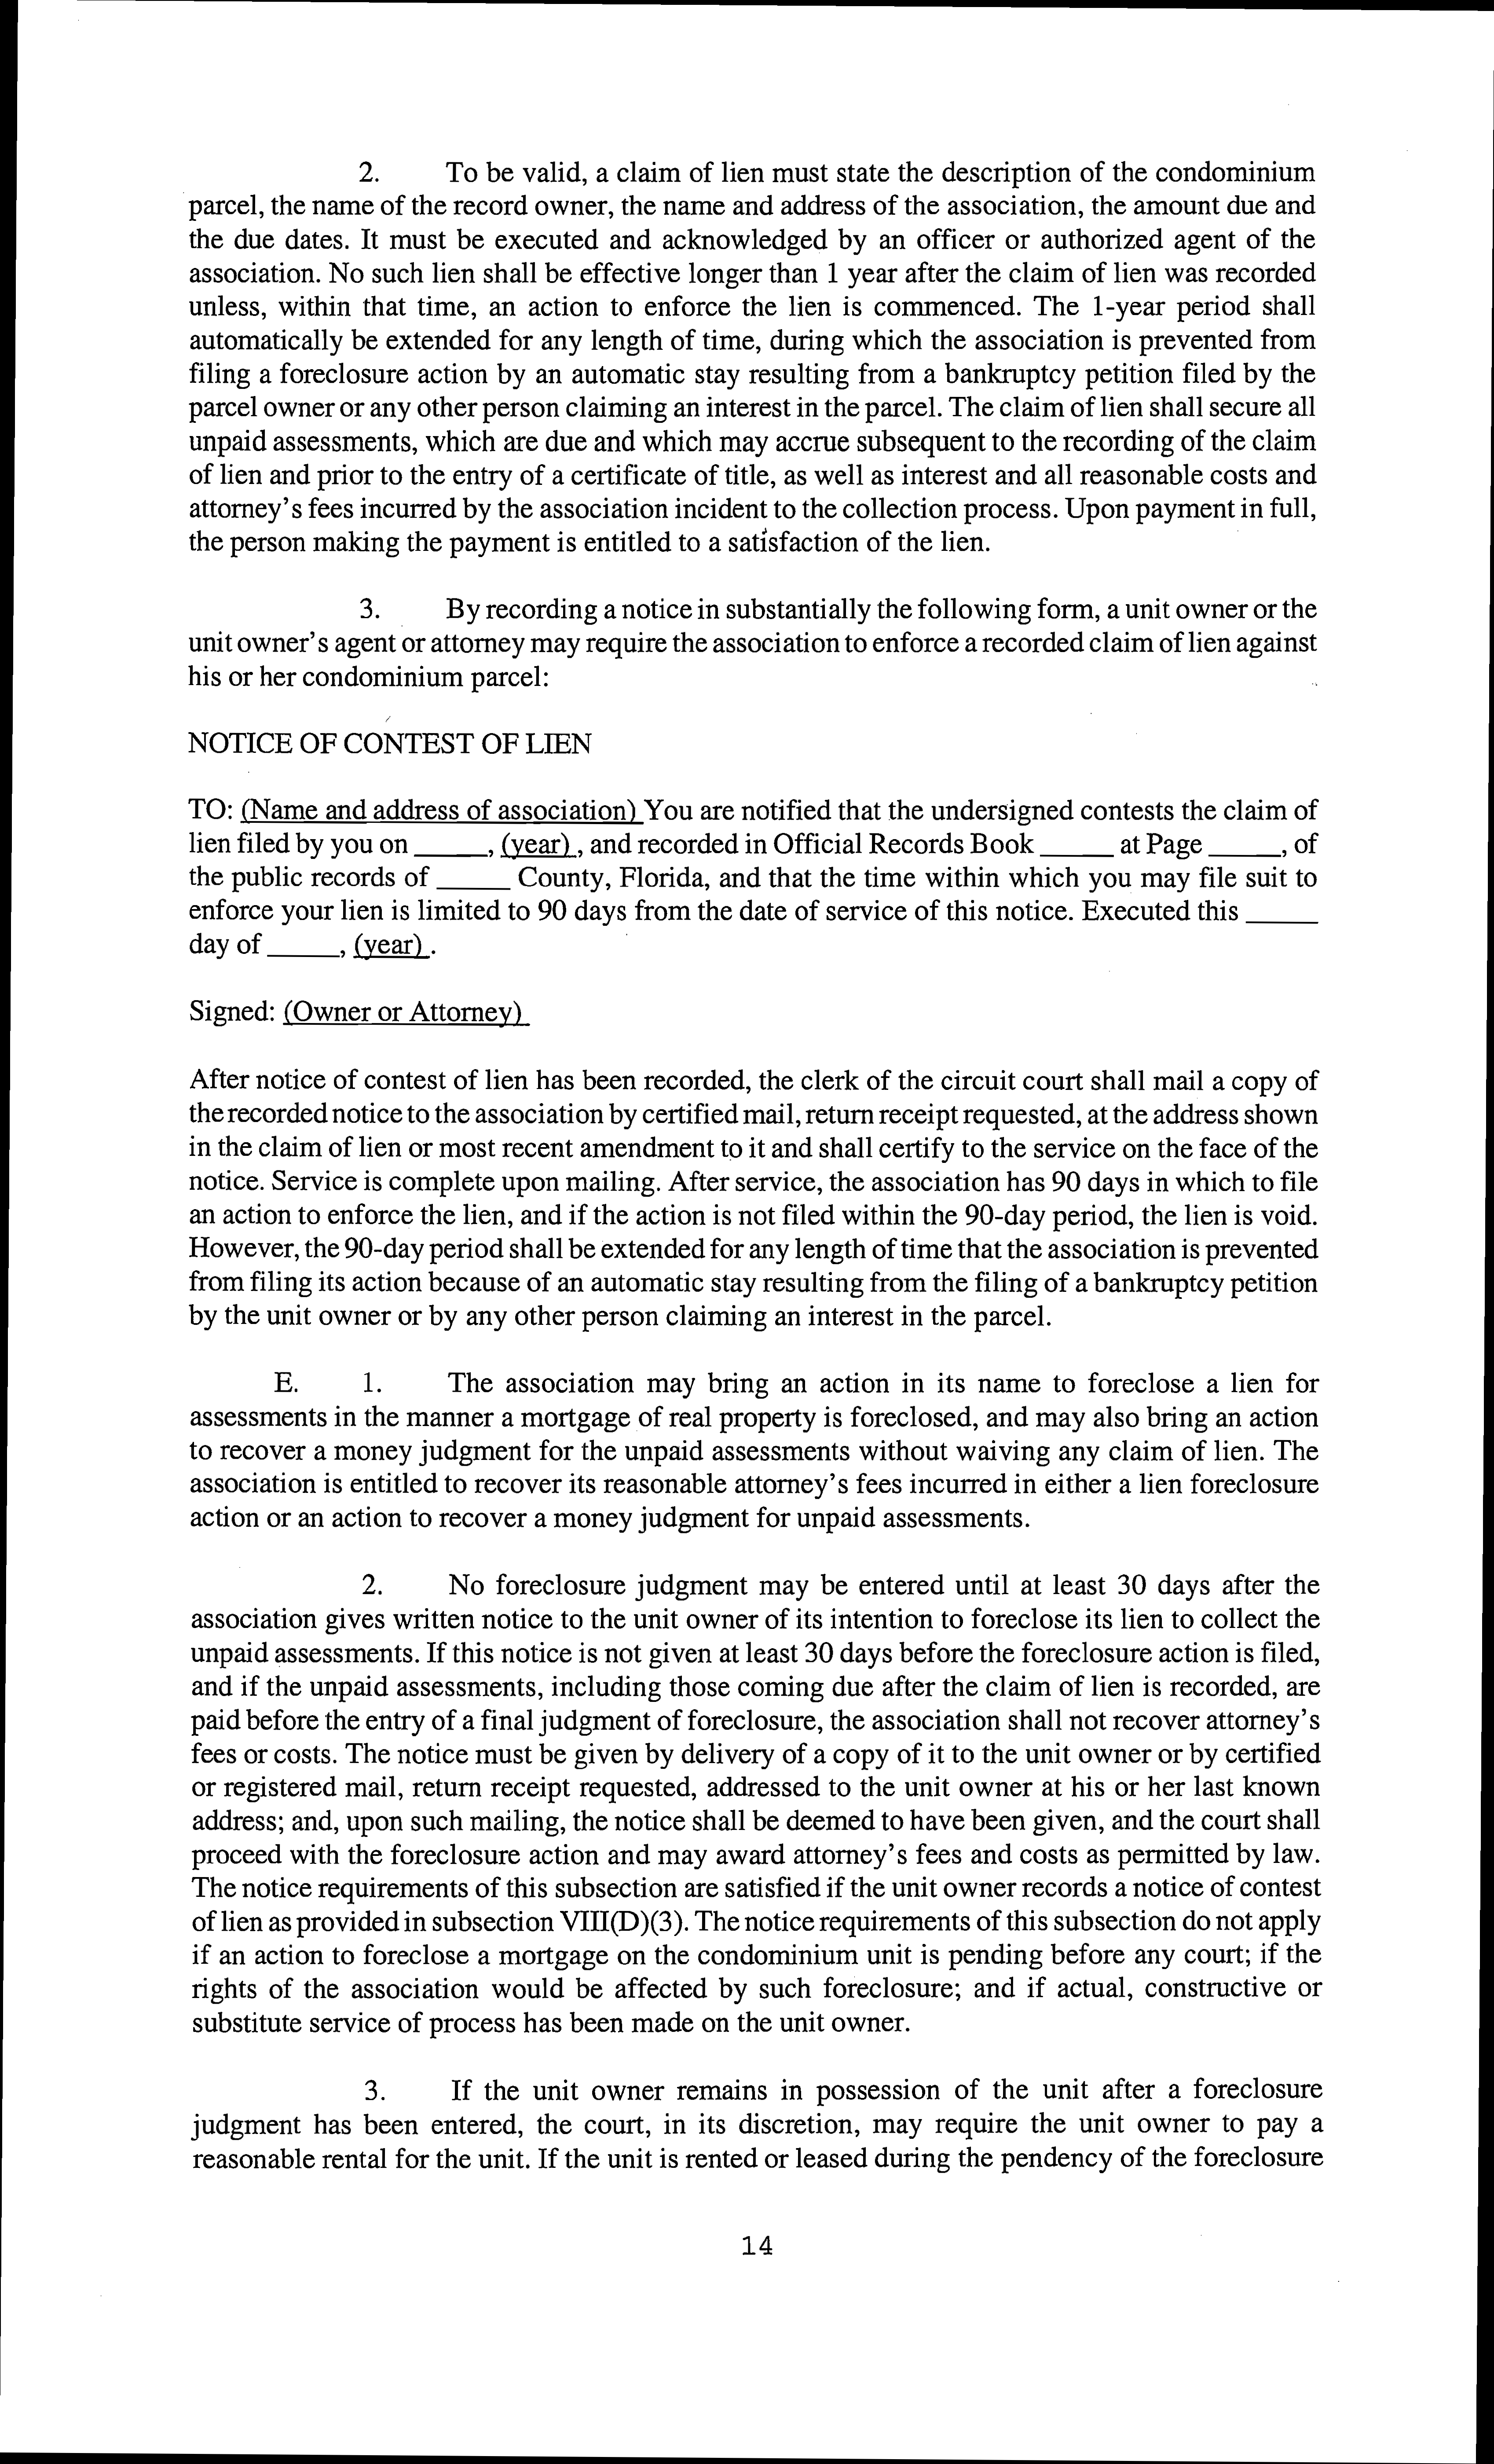 2. To be valid, a claim of lien must state the description of the condominium
parcel, the name of the record owner, the name and address of the association, the amount due and
the due dates. It must be executed and acknowledged by an officer or authorized agent of the
association. No such lien shall be effective longer than 1 year after the claim of lien was recorded
unless, within that time, an action to enforce the lien is commenced. The 1-year period shall
automatically be extended for any length of time, during which the association is prevented from
filing a foreclosure action by an automatic stay resulting from a bankruptcy petition filed by the
parcel owner or any other person claiming an interest in the parcel. The claim of lien shall secure all
unpaid assessments, which are due and which may accrue subsequent to the recording of the claim
of lien and prior to the entry of a certificate of title, as well as interest and all reasonable costs and
attorney's fees incurred by the association incident to the collection process. Upon payment in full,
the person making the payment is entitled to a satisfaction of the lien.
3. By recording a notice in substantially the following form, a unit owner or the
unit owner's agent or attorney may require the association to enforce a recorded claim of lien against
his or her condominium parcel:
NOTICE OF CONTEST OF LIEN
TO: (Name and address of association) You are notified that the undersigned contests the claim of
lien filed by you on _____, (year), and recorded in Official Records Book _____ at Page _____, of
the public records of _____ County, Florida, and that the time within which you may file suit to
enforce your lien is limited to 90 days from the date of service of this notice. Executed this _____
day of _____, (year).
Signed: (Owner or Attorney)
After notice of contest of lien has been recorded, the clerk of the circuit court shall mail a copy of
the recorded notice to the association by certified mail, return receipt requested, at the address shown
in the claim of lien or most recent amendment to it and shall certify to the service on the face of the
notice. Service is complete upon mailing. After service, the association has 90 days in which to file
an action to enforce the lien, and if the action is not filed within the 90-day period, the lien is void.
However, the 90-day period shall be extended for any length of time that the association is prevented
from filing its action because of an automatic stay resulting from the filing of a bankruptcy petition
by the unit owner or by any other person claiming an interest in the parcel.
E. 1. The association may bring an action in its name to foreclose a lien for
assessments in the manner a mortgage of real property is foreclosed, and may also bring an action
to recover a money judgment for the unpaid assessments without waiving any claim of lien. The
association is entitled to recover its reasonable attorney's fees incurred in either a lien foreclosure
action or an action to recover a money judgment for unpaid assessments.
2. No foreclosure judgment may be entered until at least 30 days after the
association gives written notice to the unit owner of its intention to foreclose its lien to collect the
unpaid assessments. If this notice is not given at least 30 days before the foreclosure action is filed,
and if the unpaid assessments, including those coming due after the claim of lien is recorded, are
paid before the entry of a final judgment of foreclosure, the association shall not recover attorney's
fees or costs. The notice must be given by delivery of a copy of it to the unit owner or by certified
or registered mail, return receipt requested, addressed to the unit owner at his or her last known
address; and, upon such mailing, the notice shall be deemed to have been given, and the court shall
proceed with the foreclosure action and may award attorney's fees and costs as permitted by law.
The notice requirements of this subsection are satisfied if the unit owner records a notice of contest
of lien as provided in subsection VIII(D)(3). The notice requirements of this subsection do not apply
if an action to foreclose a mortgage on the condominium unit is pending before any court; if the
rights of the association would be affected by such foreclosure; and if actual, constructive or
substitute service of process has been made on the unit owner.
3. If the unit owner remains in possession of the unit after a foreclosure
judgment has been entered, the court, in its discretion, may require the unit owner to pay a
reasonable rental for the unit. If the unit is rented or leased during the pendency of the foreclosure
14